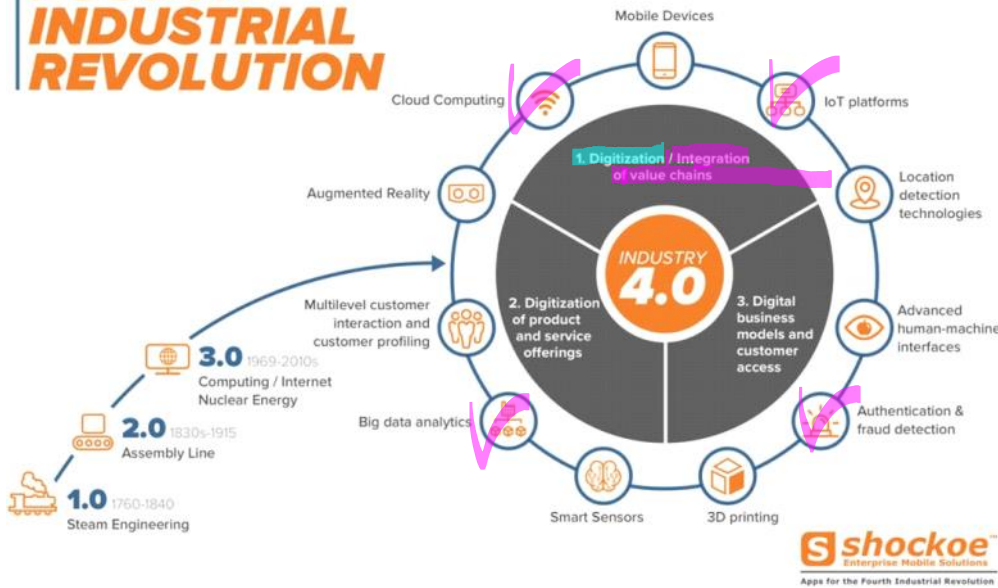 INDUSTRIAL
REVOLUTION
Mobile Devices
Cloud Computing
IoT platforms
1. Digitization / Integration
of value chains
Augmented Reality
Location
detection
technologies
INDUSTRY
4.0
2. Digitization
of product
and service
offerings
3. Digital
business
models and
customer
access
Multilevel customer
interaction and
customer profiling
Advanced
human-machine
interfaces
3.0 1969-2010s
Computing / Internet
Nuclear Energy
Big data analytics
Authentication &
fraud detection
2.0 1830s-1915
Assembly Line
1.0 1760-1840
Steam Engineering
Smart Sensors
3D printing
S shockoe™
Enterprise Mobile Solutions
Apps for the Fourth Industrial Revolution